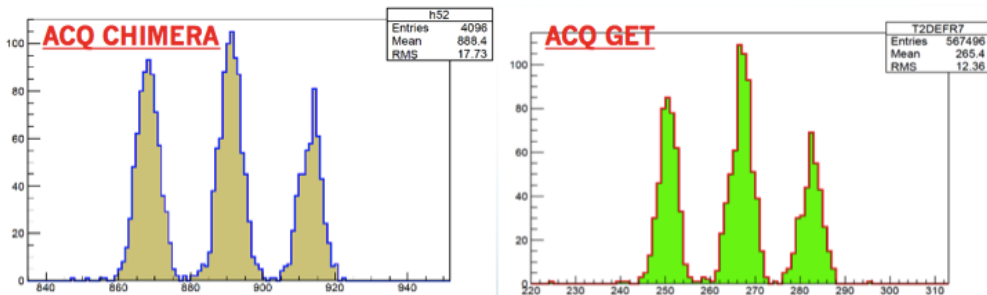 ACQ CHIMERA
h52
Entries 4096
Mean 888.4
RMS 17.73
100
80
60
40
20
0
840 860 880 900 920 940
ACQ GET
T2DEFR7
Entries 567496
Mean 265.4
RMS 12.36
100
80
60
40
20
0
220 230 240 250 260 270 280 290 300 310